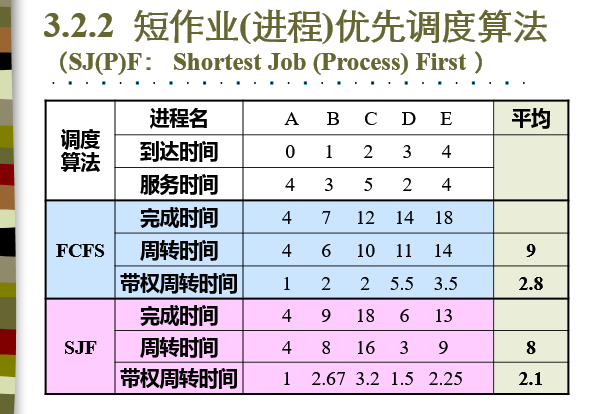 3.2.2 短作业(进程)优先调度算法
（SJ(P)F： Shortest Job (Process) First ）
调度算法 进程名 A B C D E 平均
到达时间 0 1 2 3 4
服务时间 4 3 5 2 4
FCFS 完成时间 4 7 12 14 18
周转时间 4 6 10 11 14 9
带权周转时间 1 2 2 5.5 3.5 2.8
SJF 完成时间 4 9 18 6 13
周转时间 4 8 16 3 9 8
带权周转时间 1 2.67 3.2 1.5 2.25 2.1